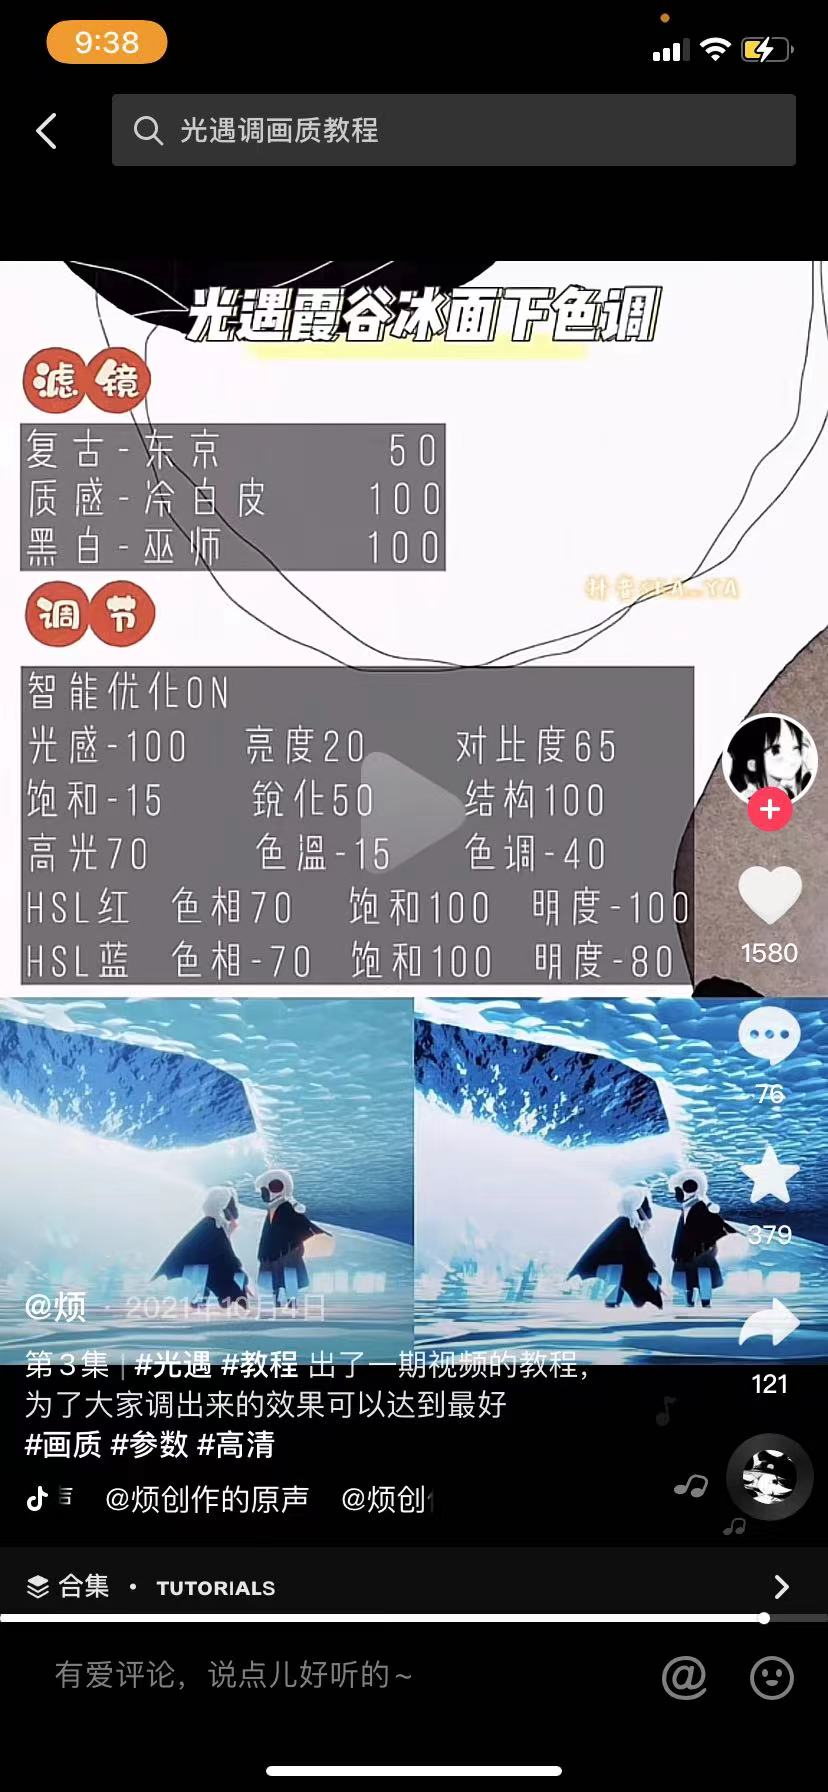 9:38
光遇调画质教程
光遇霞谷冰面下色调
滤镜
复古-东京 50
质感-冷白皮 100
黑白-巫师 100
调节
智能优化ON
光感-100 亮度20 对比度65
饱和-15 锐化50 结构100
高光70 色温-15 色调-40
HSL红 色相70 饱和100 明度-100
HSL蓝 色相-70 饱和100 明度-80
1580
76
379
121
@烦 · 2021年10月4日
第3集 | #光遇 #教程 出了一期视频的教程，
为了大家调出来的效果可以达到最好
#画质 #参数 #高清
@烦创作的原声 @烦创
合集 · TUTORIALS
有爱评论，说点儿好听的~